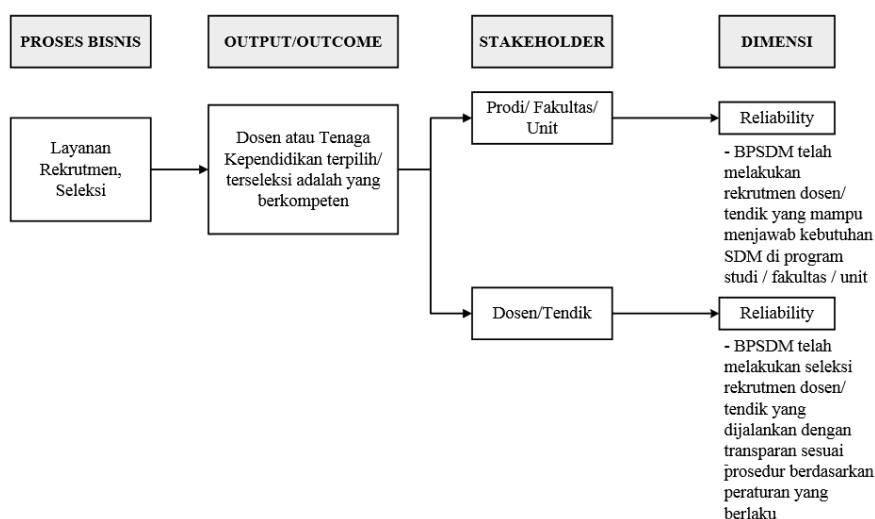 PROSES BISNIS
OUTPUT/OUTCOME
STAKEHOLDER
DIMENSI
Layanan
Rekrutmen,
Seleksi
Dosen atau Tenaga
Kependidikan terpilih/
terseleksi adalah yang
berkompeten
Prodi/ Fakultas/
Unit
Reliability
- BPSDM telah
melakukan
rekrutmen dosen/
tendik yang mampu
menjawab kebutuhan
SDM di program
studi / fakultas / unit
Dosen/Tendik
Reliability
- BPSDM telah
melakukan seleksi
rekrutmen dosen/
tendik yang
dijalankan dengan
transparan sesuai
prosedur berdasarkan
peraturan yang
berlaku